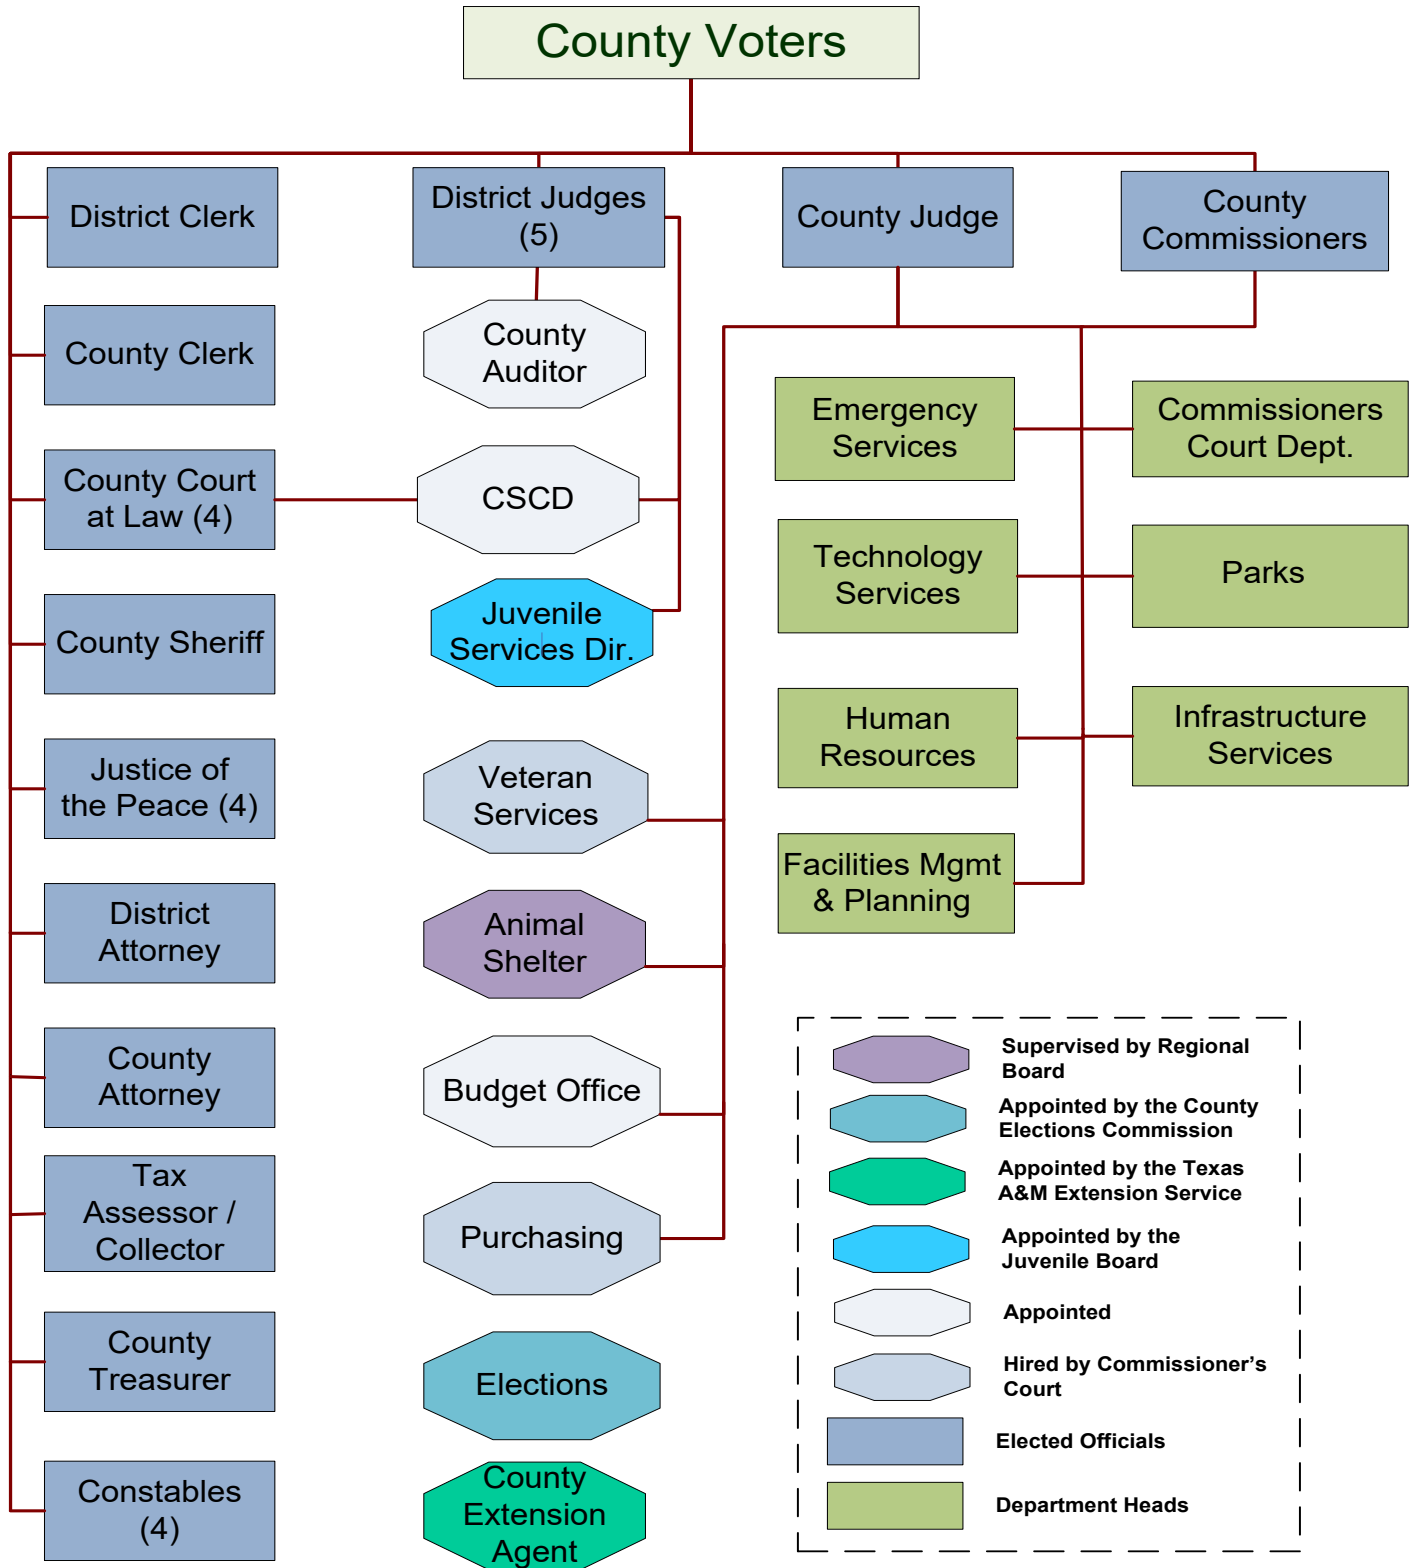 County Voters
District Clerk
District Judges
(5)
County Judge
County
Commissioners
County Clerk
County
Auditor
Emergency
Services
Commissioners
Court Dept.
County Court
at Law (4)
CSCD
Technology
Services
Parks
County Sheriff
Juvenile
Services Dir.
Human
Resources
Infrastructure
Services
Justice of
the Peace (4)
Veteran
Services
Facilities Mgmt
& Planning
District
Attorney
Animal
Shelter
County
Attorney
Budget Office
Tax
Assessor /
Collector
Purchasing
County
Treasurer
Elections
Constables
(4)
County
Extension
Agent
Supervised by Regional
Board
Appointed by the County
Elections Commission
Appointed by the Texas
A&M Extension Service
Appointed by the
Juvenile Board
Appointed
Hired by Commissioner’s
Court
Elected Officials
Department Heads